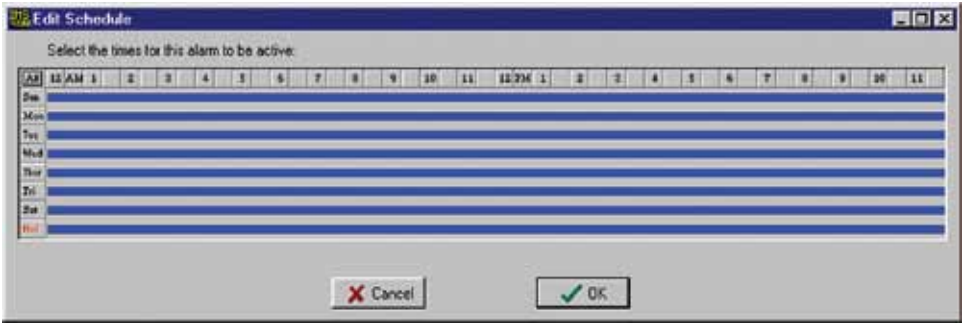 Edit Schedule
Select the times for this alarm to be active:
All 12 AM 1 2 3 4 5 6 7 8 9 10 11 12 PM 1 2 3 4 5 6 7 8 9 10 11
Sun
Mon
Tue
Wed
Thur
Fri
Sat
Hol
Cancel OK